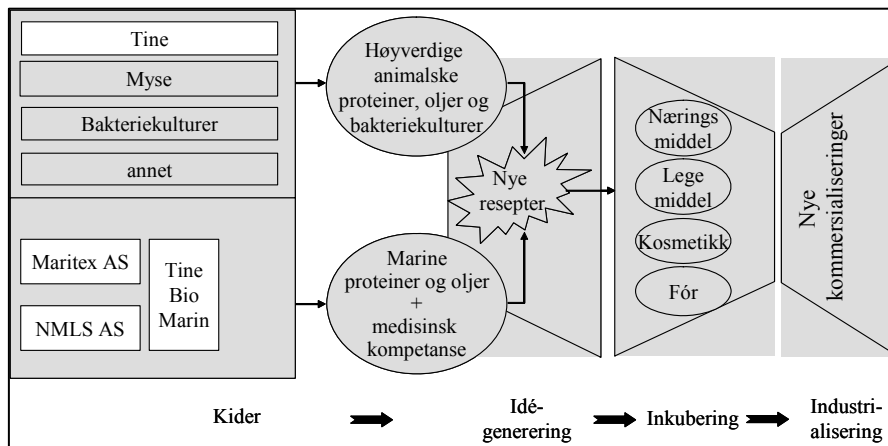 Tine
Myse
Bakteriekulturer
annet
Maritex AS
NMLS AS
Tine
Bio
Marin
Høyverdige
animalske
proteiner, oljer og
bakteriekulturer
Marine
proteiner og oljer
+
medisinsk
kompetanse
Nye
resepter
Nærings
middel
Lege
middel
Kosmetikk
Fór
Nye
kommersialiseringer
Kider
Idé-
generering
Inkubering
Industri-
alisering